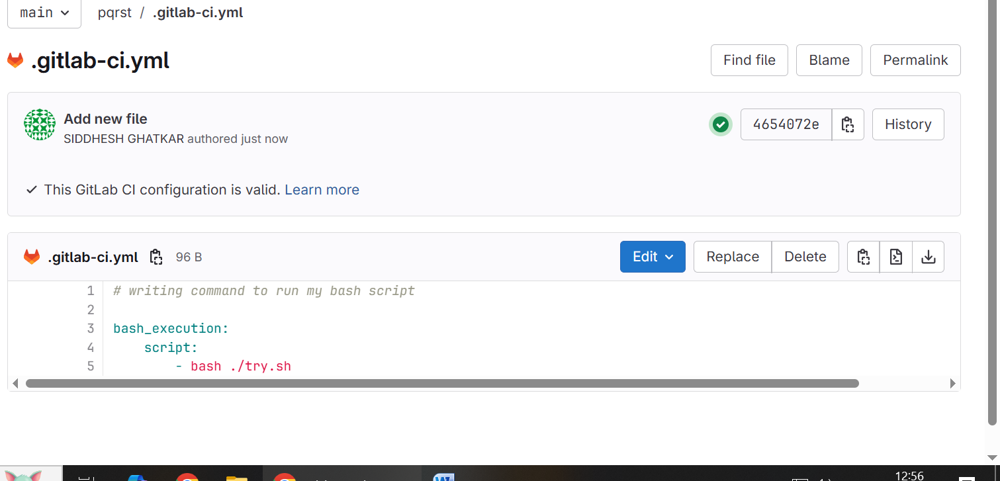 main
pqrst / .gitlab-ci.yml
.gitlab-ci.yml
Find file
Blame
Permalink
Add new file
SIDDHESH GHATKAR authored just now
4654072e
History
This GitLab CI configuration is valid. Learn more
.gitlab-ci.yml 96 B
Edit
Replace
Delete
1 # writing command to run my bash script
2
3 bash_execution:
4 script:
5 - bash ./try.sh
12:56